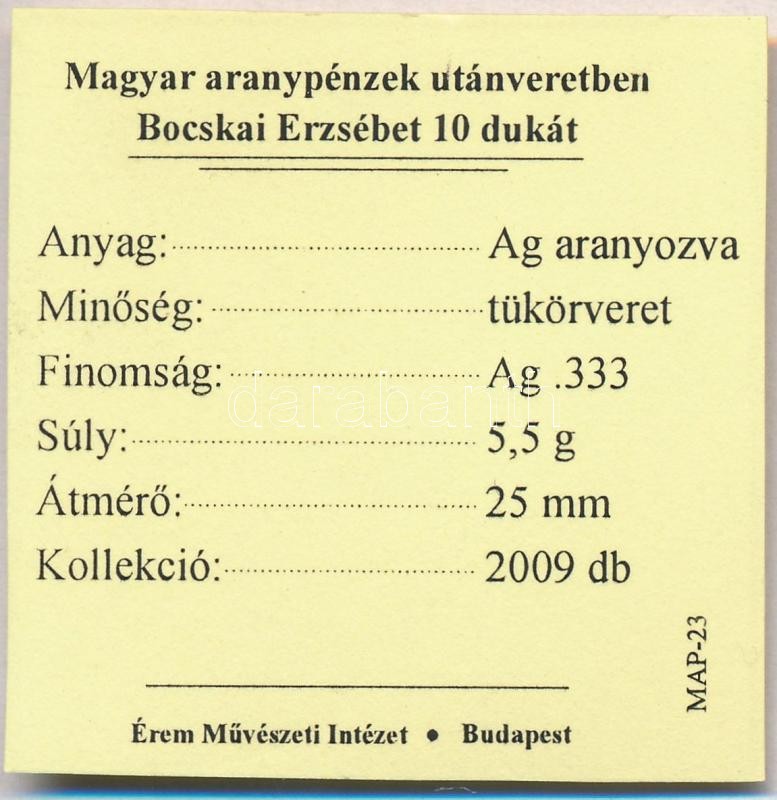 Magyar aranypénzek utánveretben
Bocskai Erzsébet 10 dukát
Anyag: Ag aranyozva
Minőség: tükörveret
Finomság: Ag .333
Súly: 5,5 g
Átmérő: 25 mm
Kollekció: 2009 db
MAP-23
Érem Művészeti Intézet • Budapest
darabanth